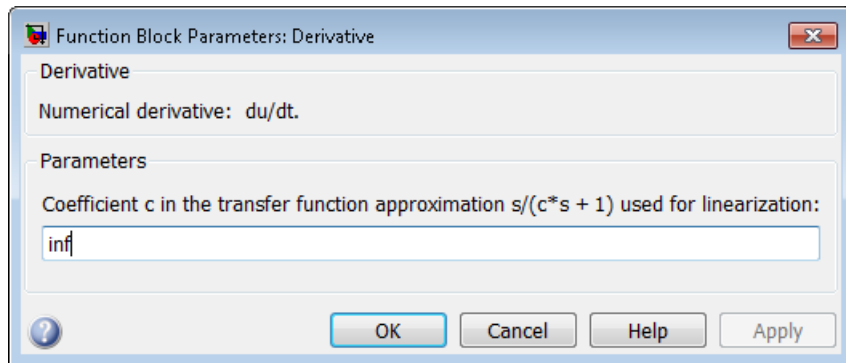 Function Block Parameters: Derivative
Derivative
Numerical derivative: du/dt.
Parameters
Coefficient c in the transfer function approximation s/(c*s + 1) used for linearization:
inf
OK Cancel Help Apply